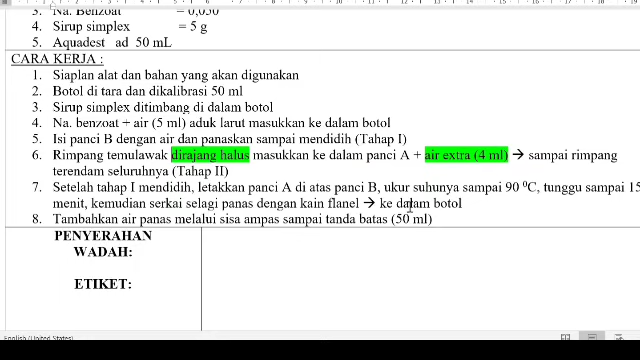 3. Na. Benzoat = 0,050
4. Sirup simplex = 5 g
5. Aquadest ad 50 mL
CARA KERJA :
1. Siaplan alat dan bahan yang akan digunakan
2. Botol di tara dan dikalibrasi 50 ml
3. Sirup simplex ditimbang di dalam botol
4. Na. benzoat + air (5 ml) aduk larut masukkan ke dalam botol
5. Isi panci B dengan air dan panaskan sampai mendidih (Tahap I)
6. Rimpang temulawak dirajang halus masukkan ke dalam panci A + air extra (4 ml) → sampai rimpang
terendam seluruhnya (Tahap II)
7. Setelah tahap I mendidih, letakkan panci A di atas panci B, ukur suhunya sampai 90 ⁰C, tunggu sampai 15
menit, kemudian serkai selagi panas dengan kain flanel → ke dalam botol
8. Tambahkan air panas melalui sisa ampas sampai tanda batas (50 ml)
PENYERAHAN
WADAH:
ETIKET:
English (United States)